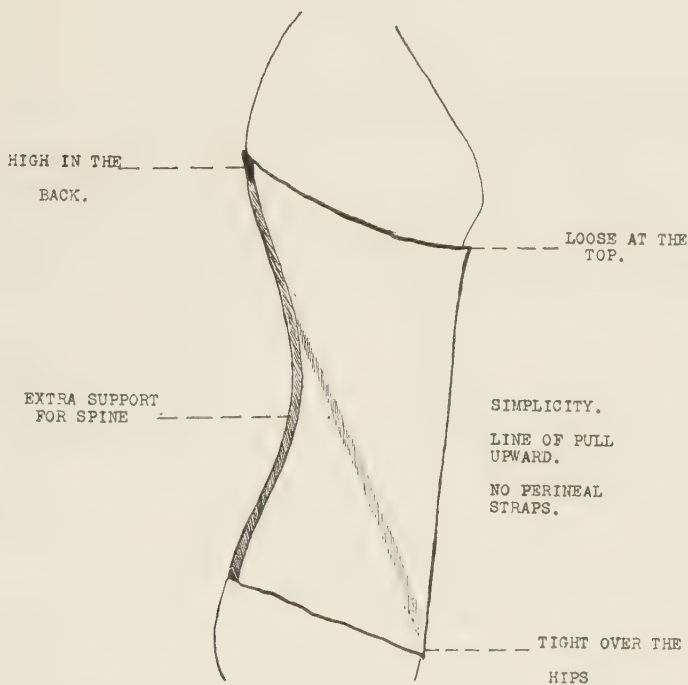 HIGH IN THE
BACK.
LOOSE AT THE
TOP.
EXTRA SUPPORT
FOR SPINE
SIMPLICITY.
LINE OF PULL
UPWARD.
NO PERINEAL
STRAPS.
TIGHT OVER THE
HIPS